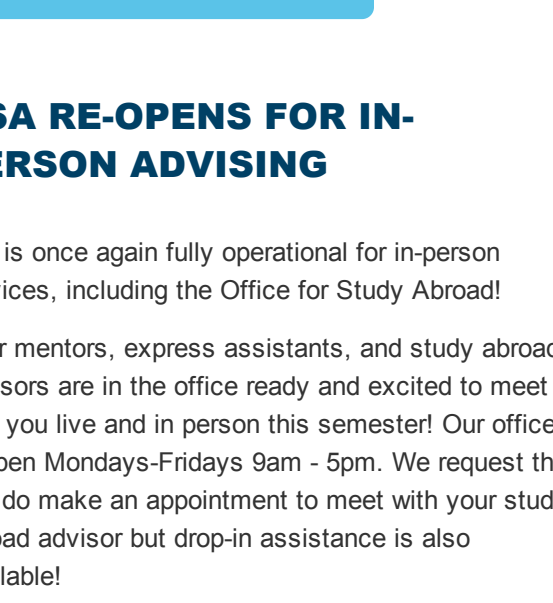 SA RE-OPENS FOR IN-
ERSON ADVISING
is once again fully operational for in-person
ices, including the Office for Study Abroad!
r mentors, express assistants, and study abroad
sors are in the office ready and excited to meet
you live and in person this semester! Our office
pen Mondays-Fridays 9am - 5pm. We request th
do make an appointment to meet with your stud
oad advisor but drop-in assistance is also
lable!